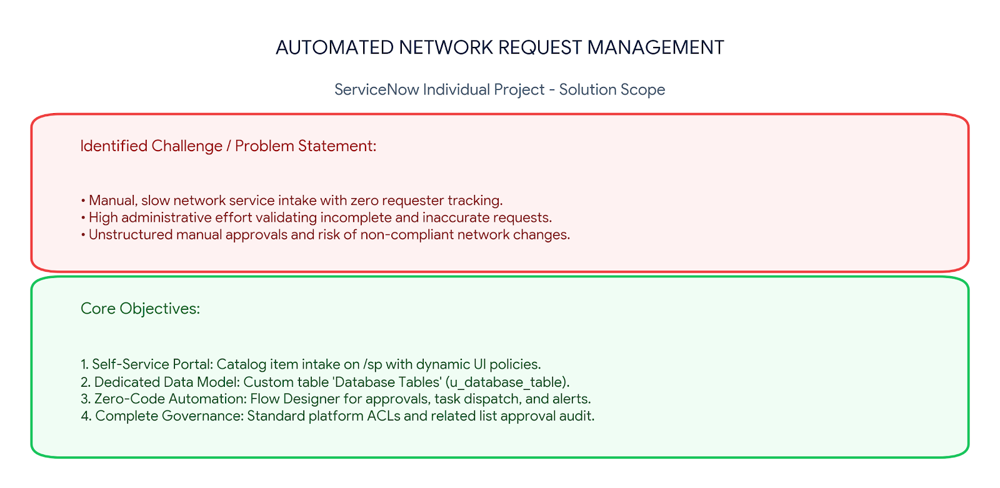 AUTOMATED NETWORK REQUEST MANAGEMENT
ServiceNow Individual Project - Solution Scope
Identified Challenge / Problem Statement:
• Manual, slow network service intake with zero requester tracking.
• High administrative effort validating incomplete and inaccurate requests.
• Unstructured manual approvals and risk of non-compliant network changes.
Core Objectives:
1. Self-Service Portal: Catalog item intake on /sp with dynamic UI policies.
2. Dedicated Data Model: Custom table 'Database Tables' (u_database_table).
3. Zero-Code Automation: Flow Designer for approvals, task dispatch, and alerts.
4. Complete Governance: Standard platform ACLs and related list approval audit.